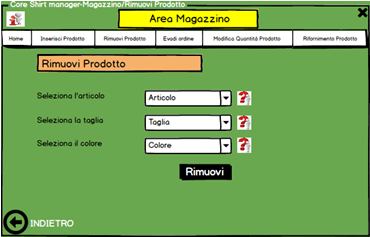 Core Shirt manager-Magazzino/Rimuovi Prodotto
Area Magazzino
Home Inserisci Prodotto Rimuovi Prodotto Evadi ordine Modifica Quantità Prodotto Rifornimento Prodotto
Rimuovi Prodotto
Seleziona l'articolo Articolo
Seleziona la taglia Taglia
Seleziona il colore Colore
Rimuovi
INDIETRO